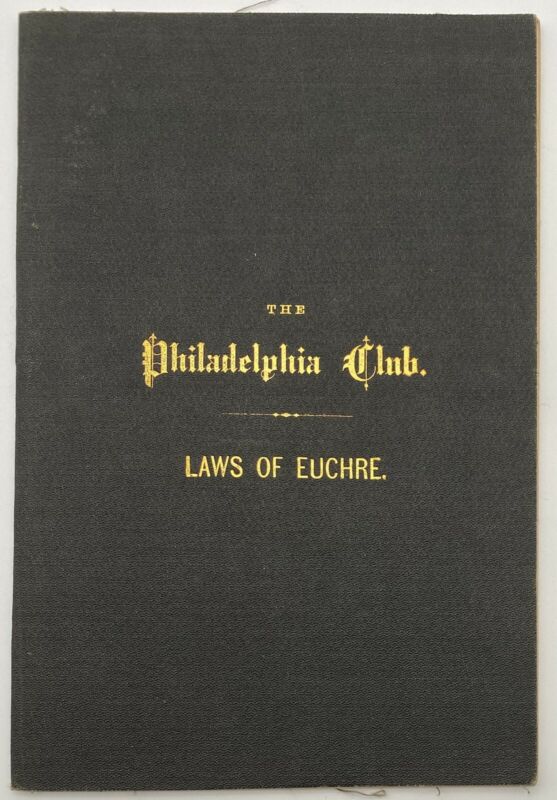 THE
Philadelphia Club.
LAWS OF EUCHRE.